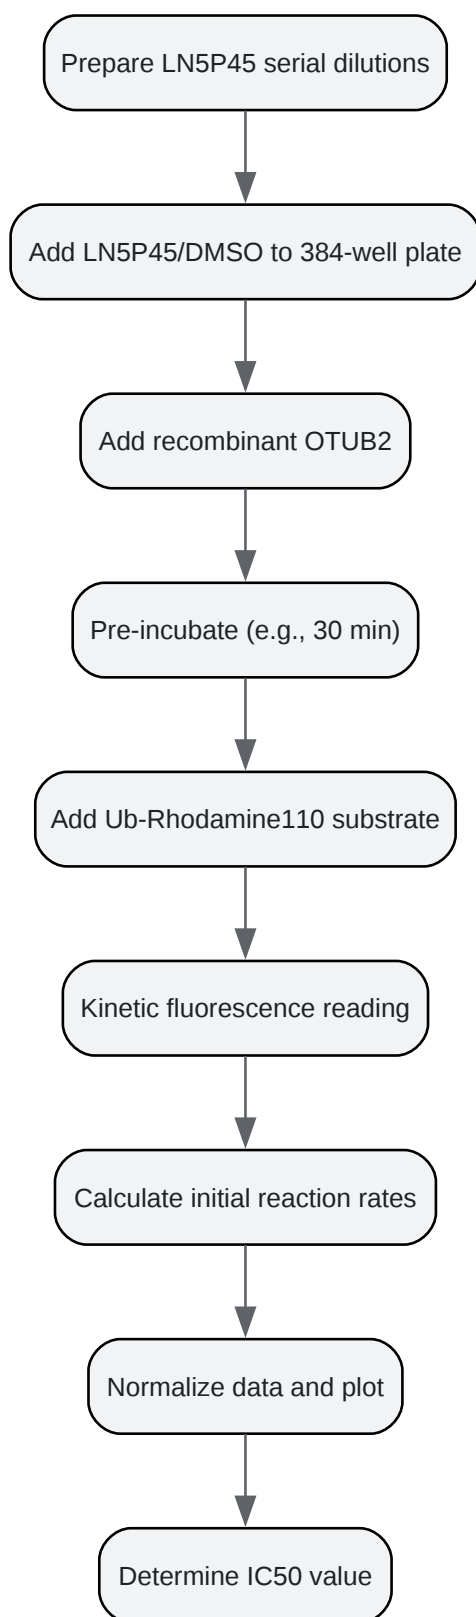 Prepare LN5P45 serial dilutions
Add LN5P45/DMSO to 384-well plate
Add recombinant OTUB2
Pre-incubate (e.g., 30 min)
Add Ub-Rhodamine110 substrate
Kinetic fluorescence reading
Calculate initial reaction rates
Normalize data and plot
Determine IC50 value